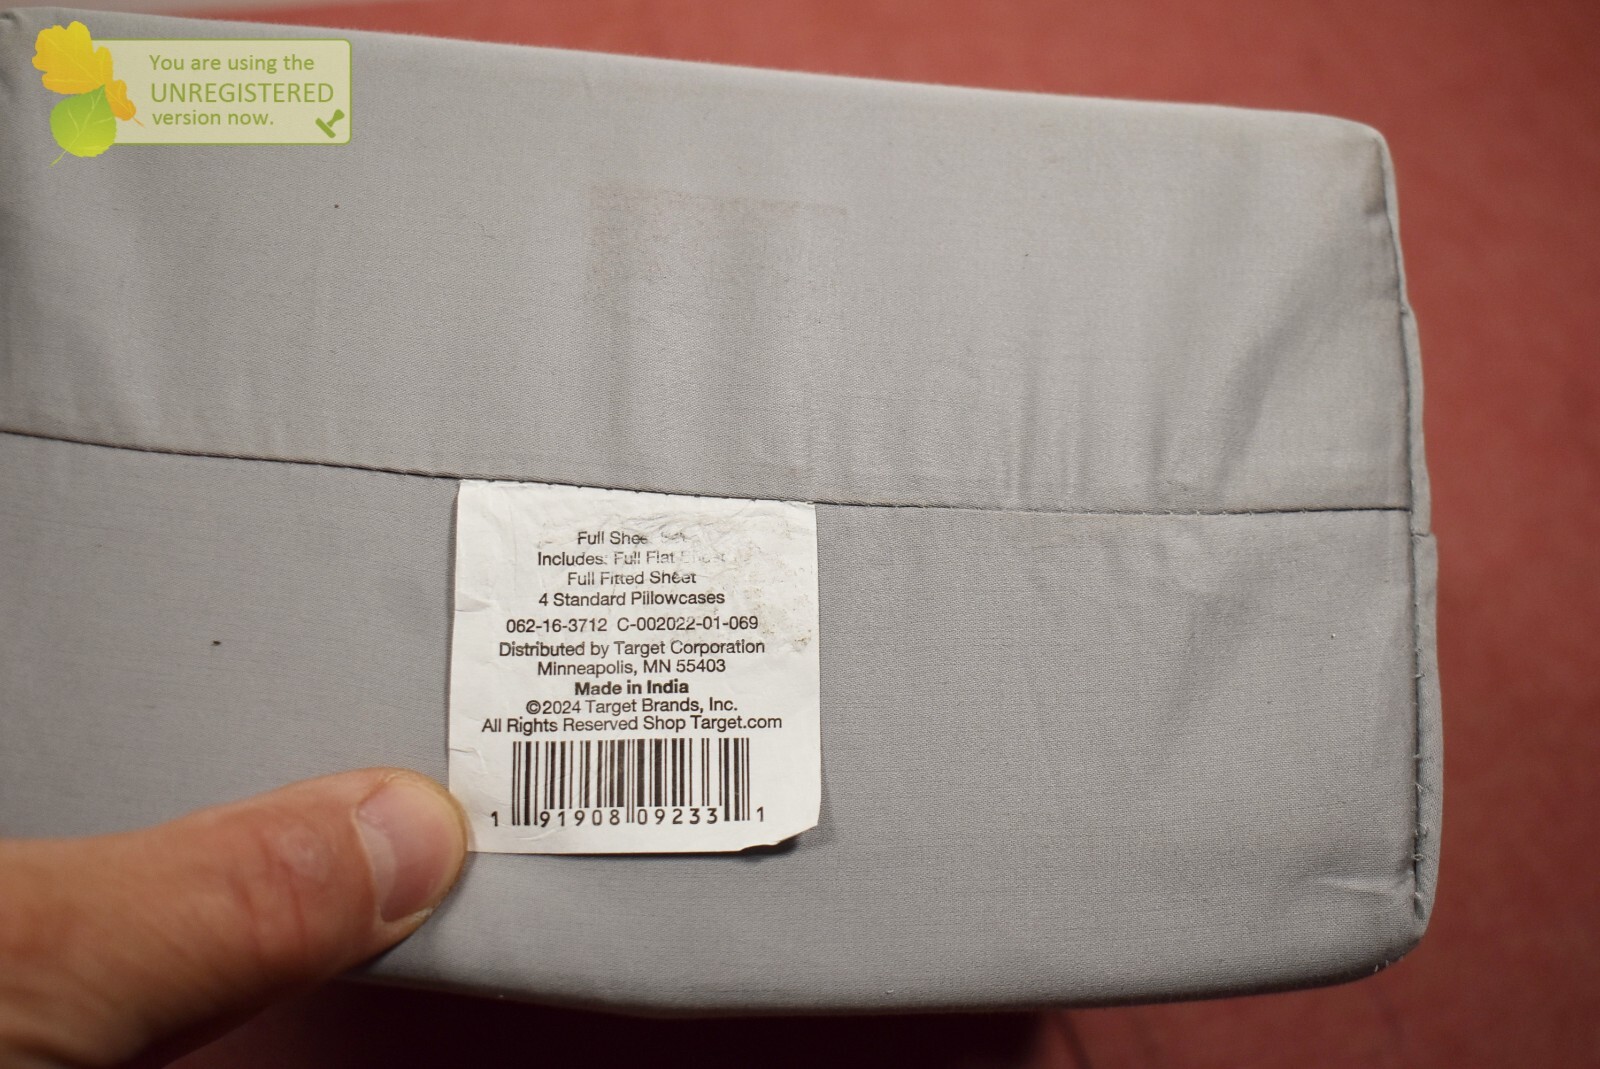 You are using the
UNREGISTERED
version now.
Full Sheet Set
Includes: Full Flat Sheet
Full Fitted Sheet
4 Standard Pillowcases
062-16-3712 C-002022-01-069
Distributed by Target Corporation
Minneapolis, MN 55403
Made in India
©2024 Target Brands, Inc.
All Rights Reserved Shop Target.com
1 91908 09233 1